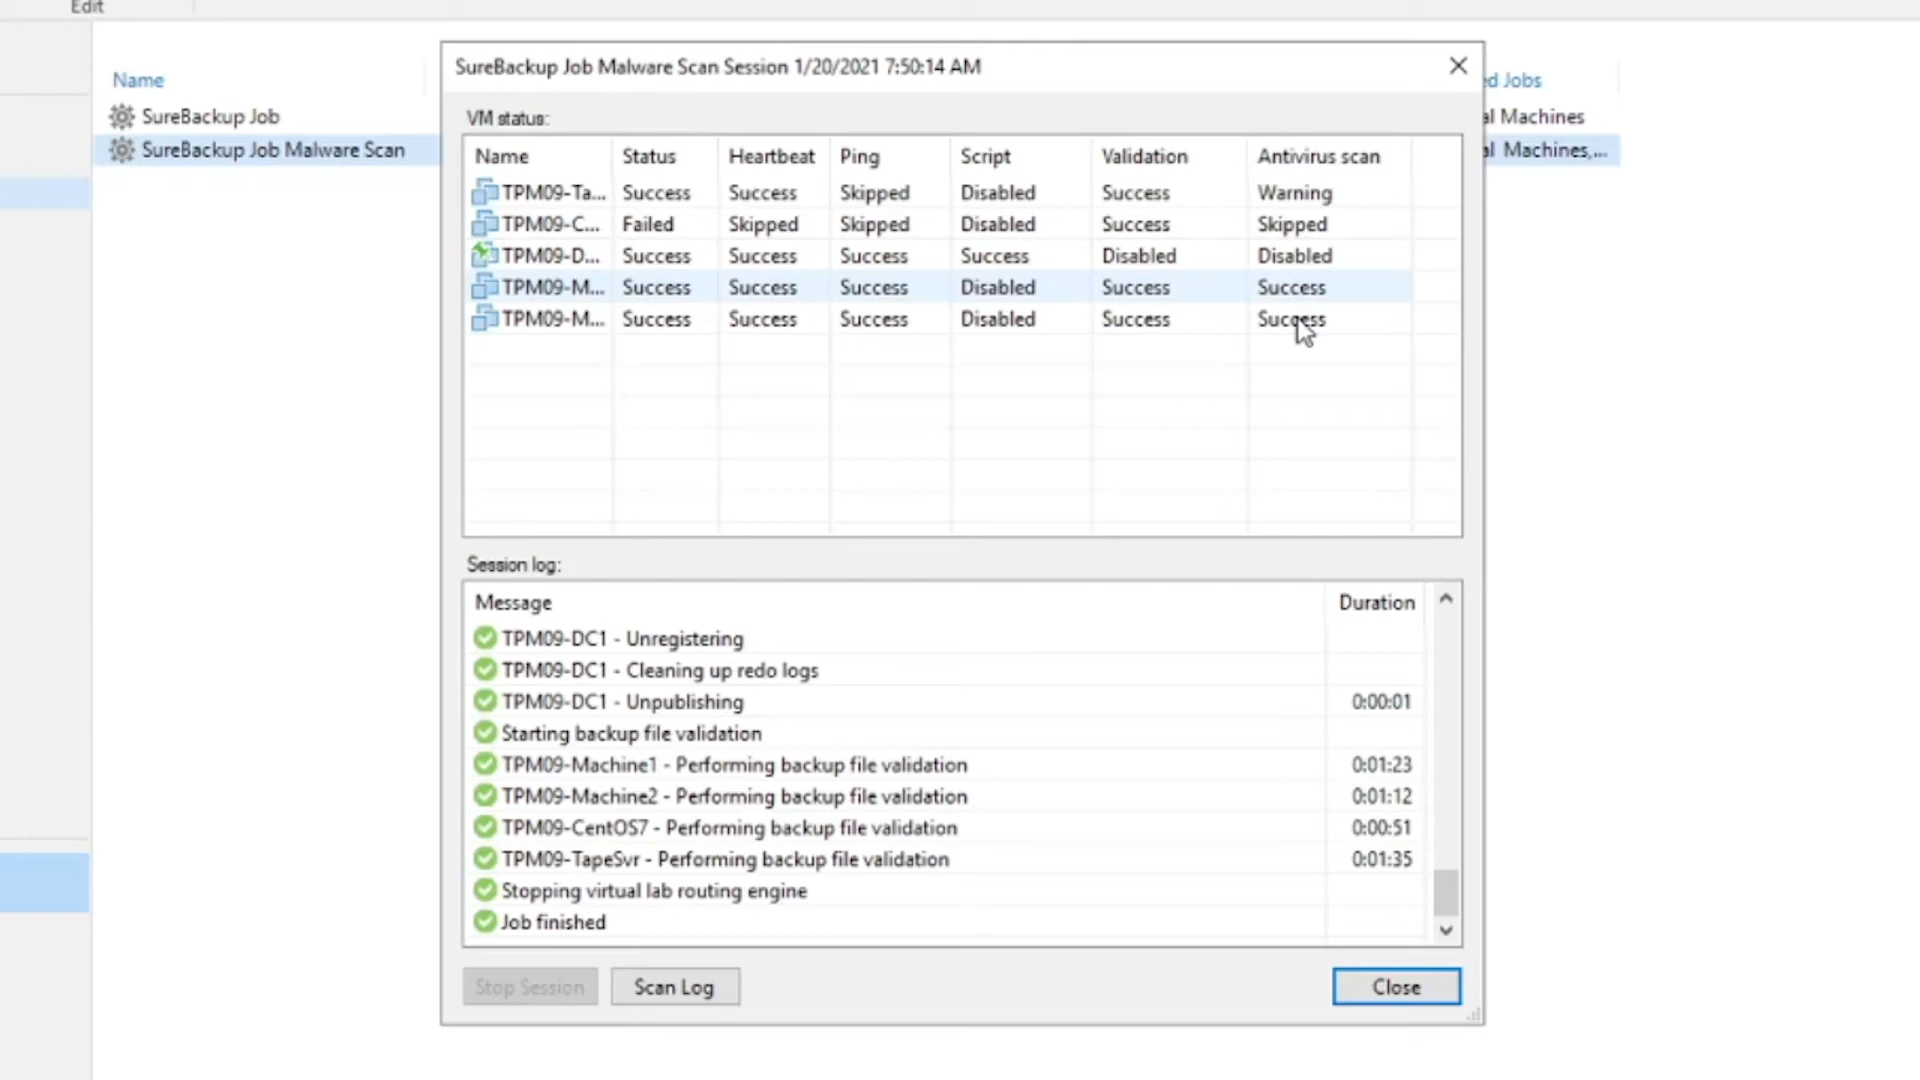 Edit
Name
SureBackup Job
SureBackup Job Malware Scan
SureBackup Job Malware Scan Session 1/20/2021 7:50:14 AM
ed Jobs
al Machines
al Machines,...
VM status:
Name Status Heartbeat Ping Script Validation Antivirus scan
TPM09-Ta... Success Success Skipped Disabled Success Warning
TPM09-C... Failed Skipped Skipped Disabled Success Skipped
TPM09-D... Success Success Success Success Disabled Disabled
TPM09-M... Success Success Success Disabled Success Success
TPM09-M... Success Success Success Disabled Success Success
Session log:
Message Duration
TPM09-DC1 - Unregistering
TPM09-DC1 - Cleaning up redo logs
TPM09-DC1 - Unpublishing 0:00:01
Starting backup file validation
TPM09-Machine1 - Performing backup file validation 0:01:23
TPM09-Machine2 - Performing backup file validation 0:01:12
TPM09-CentOS7 - Performing backup file validation 0:00:51
TPM09-TapeSvr - Performing backup file validation 0:01:35
Stopping virtual lab routing engine
Job finished
Stop Session Scan Log Close